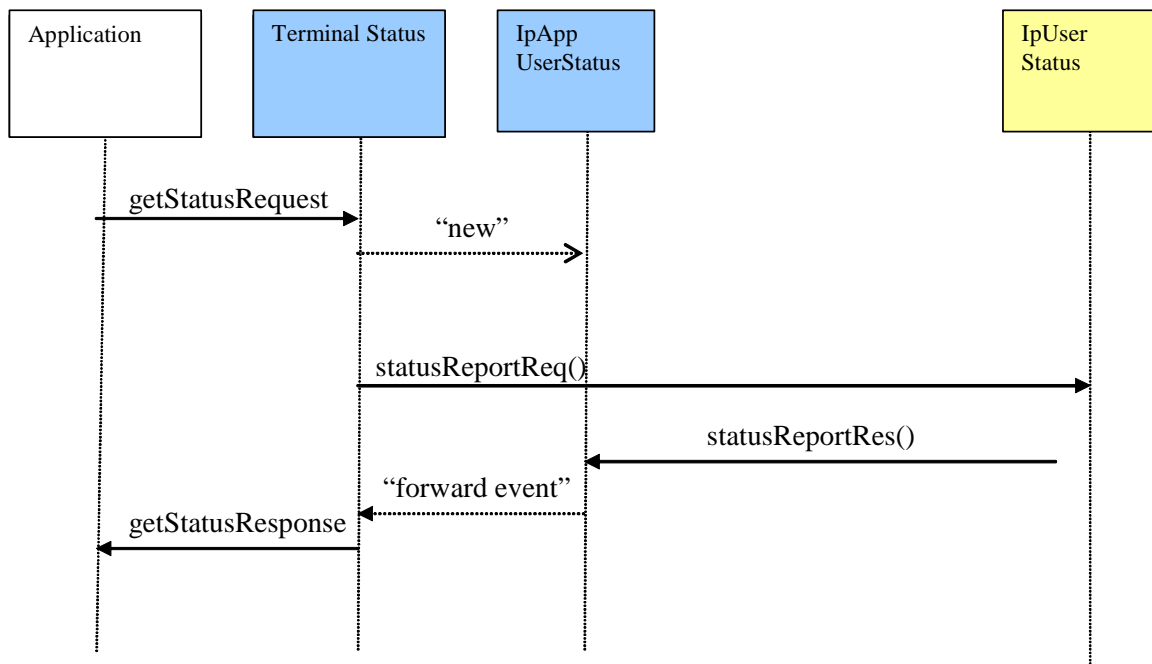 Application
Terminal Status
IpApp
UserStatus
IpUser
Status
getStatusRequest
“new”
statusReportReq()
statusReportRes()
“forward event”
getStatusResponse